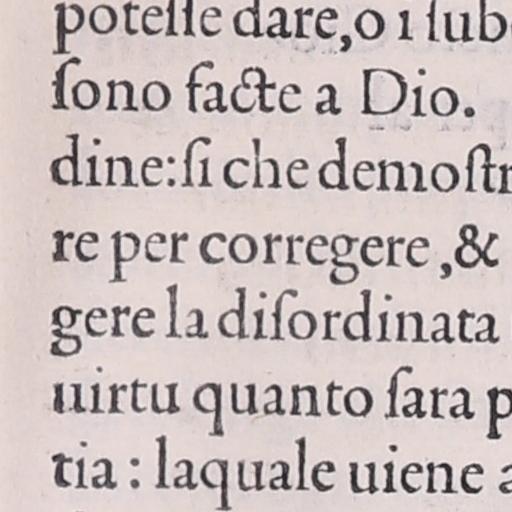 poteſſe dare,o i ſub
ſono facte a Dio.
dine:ſi che demoſtr
re per corregere ,&
gere la diſordinata
uirtu quanto ſara p
tia : laquale uiene a